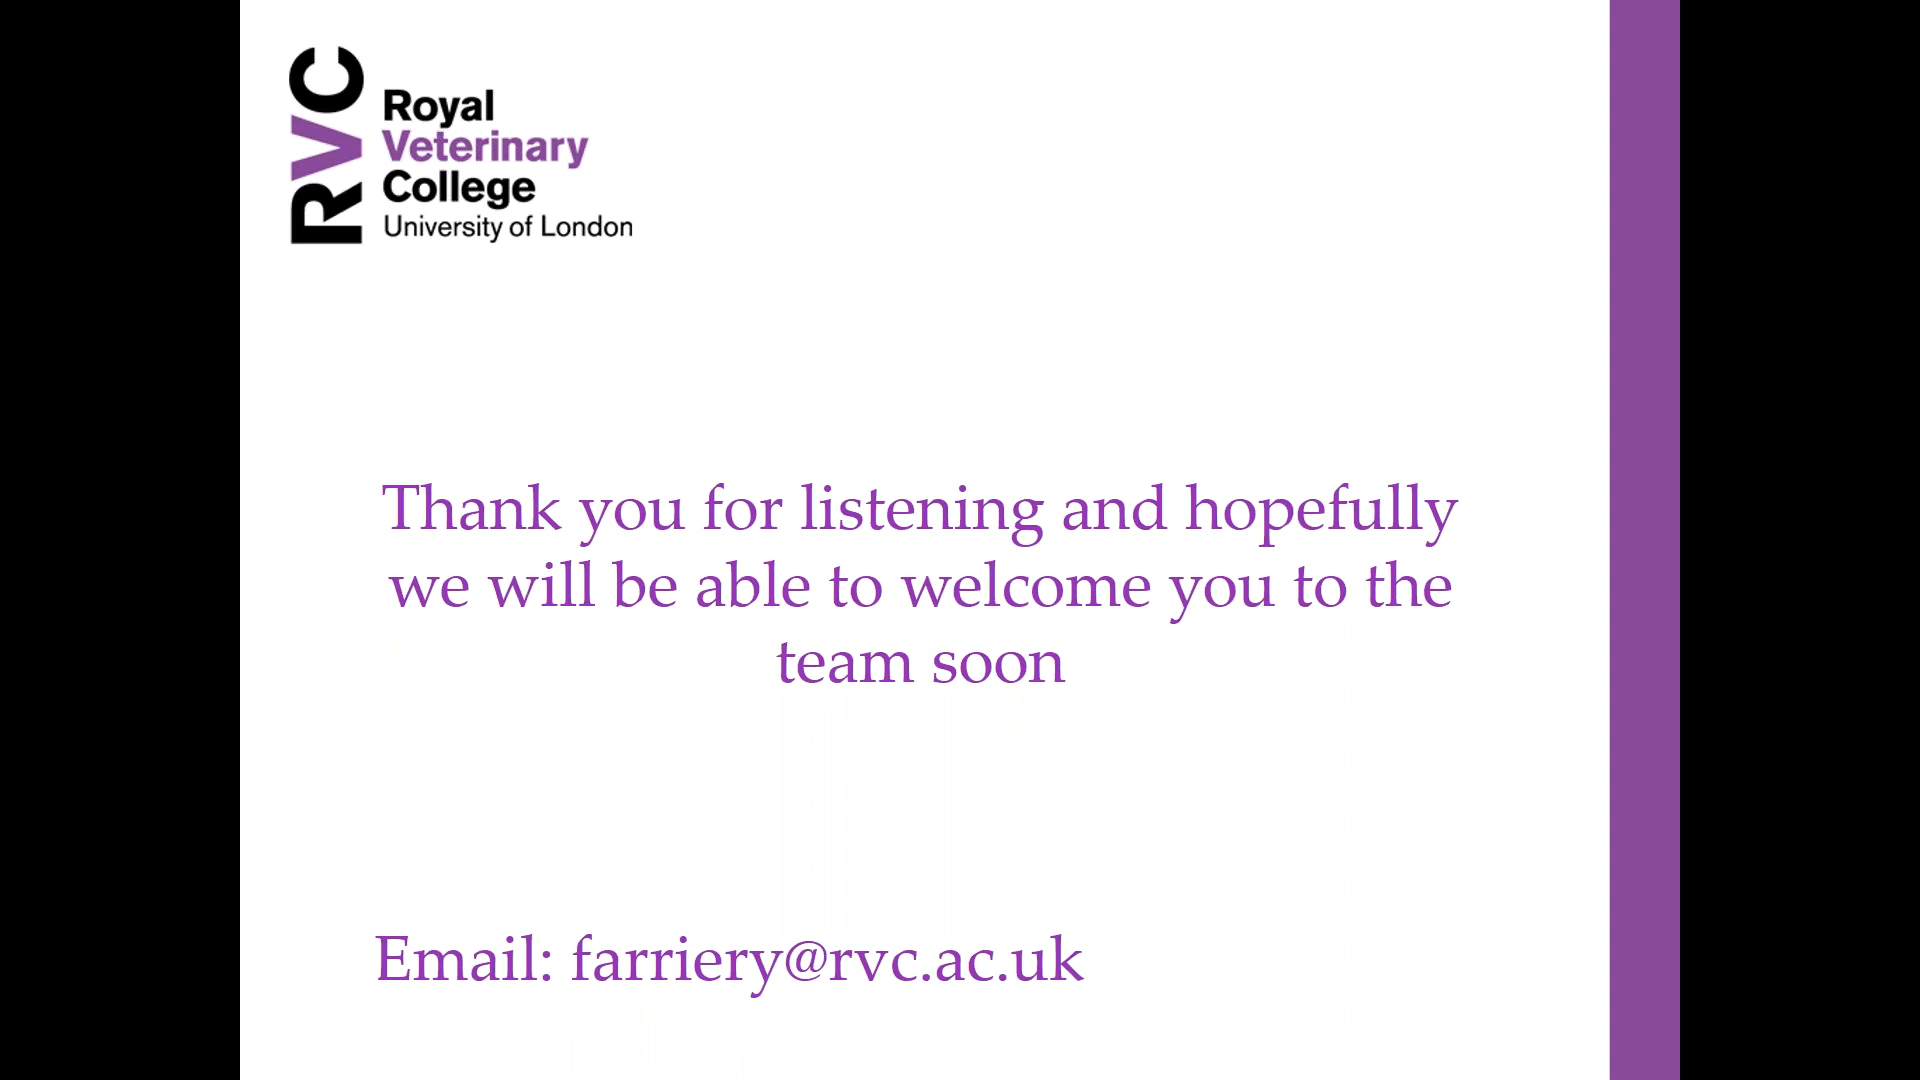 RVC
Royal
Veterinary
College
University of London
Thank you for listening and hopefully
we will be able to welcome you to the
team soon
Email: farriery@rvc.ac.uk